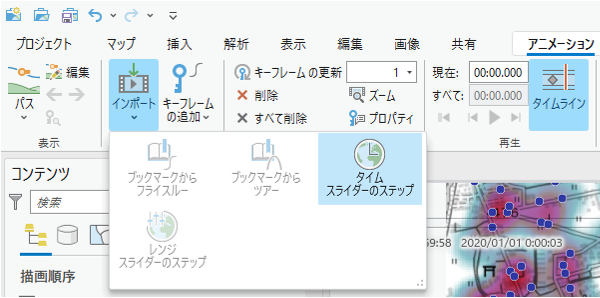 プロジェクト マップ 挿入 解析 表示 編集 画像 共有 アニメーション
パス
編集
表示
インポート
キーフレーム
の追加
キーフレームの更新
削除
すべて削除
1
ズーム
プロパティ
現在: 00:00.000
すべて: 00:00.000
再生
タイムライン
コンテンツ
検索
描画順序
ブックマークから
フライスルー
ブックマークから
ツアー
タイム
スライダーのステップ
レンジ
スライダーのステップ
59:58
2020/01/01 0:00:03